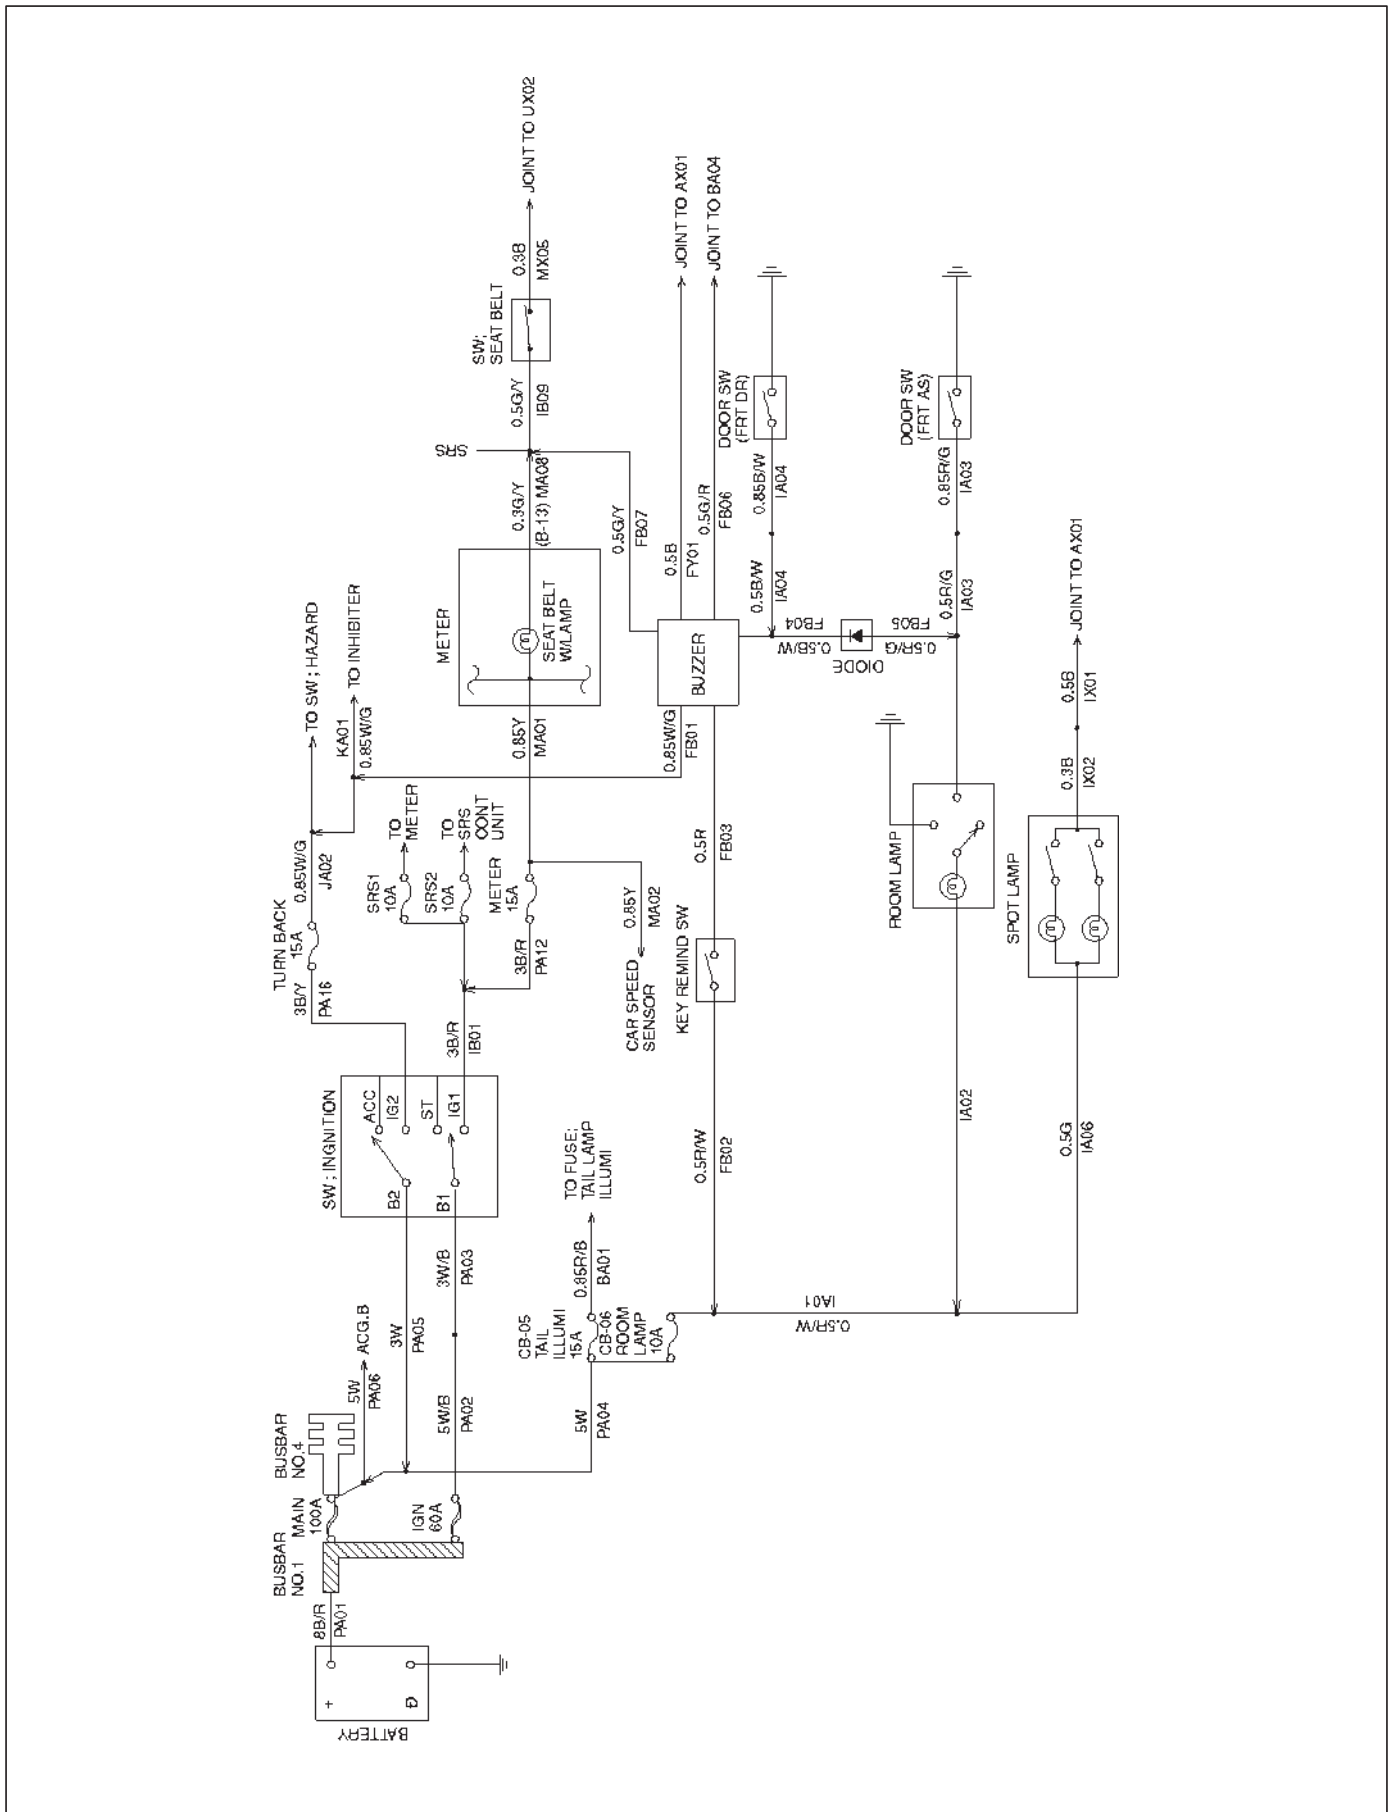 BATTERY
+
8B/R
PA01
BUSBAR
NO.1
MAIN
100A
BUSBAR
NO.4
5W
PA06
ACG.B
IGN
60A
3W
PA05
5W/B
PA02
3W/B
PA03
5W
PA04
SW; INGNITION
B2
B1
ACC
IG2
ST
IG1
3B/Y
PA16
TURN BACK
15A
0.85W/G
JA02
TO SW; HAZARD
KA01
0.85W/G
TO INHIBITER
3B/R
IB01
SRS1
10A
TO
METER
SRS2
10A
TO
SRS
CONT
UNIT
3B/R
PA12
METER
15A
0.85Y
MA01
0.85Y
MA02
CAR SPEED
SENSOR
METER
SEAT BELT
W/LAMP
0.3G/Y
(B-13) MA08
SRS
0.5G/Y
IB09
SW;
SEAT BELT
0.3B
MX05
JOINT TO UX02
0.5G/Y
FB07
0.85W/G
FB01
BUZZER
0.5B
FY01
JOINT TO AX01
0.5G/R
FB06
JOINT TO BA04
CB-05
TAIL
ILLUMI
15A
0.85R/B
BA01
TO FUSE;
TAIL LAMP
ILLUMI
CB-06
ROOM
LAMP
10A
0.5R/W
FB02
KEY REMIND SW
0.5R
FB03
0.5B/W
FB04
DIODE
0.5R/G
FB05
0.5B/W
IA04
0.85B/W
IA04
DOOR SW
(FRT DR)
0.5R/G
IA03
0.85R/G
IA03
DOOR SW
(FRT AS)
0.5R/W
IA01
IA02
ROOM LAMP
0.5G
IA06
SPOT LAMP
0.3B
IX02
0.5B
IX01
JOINT TO AX01